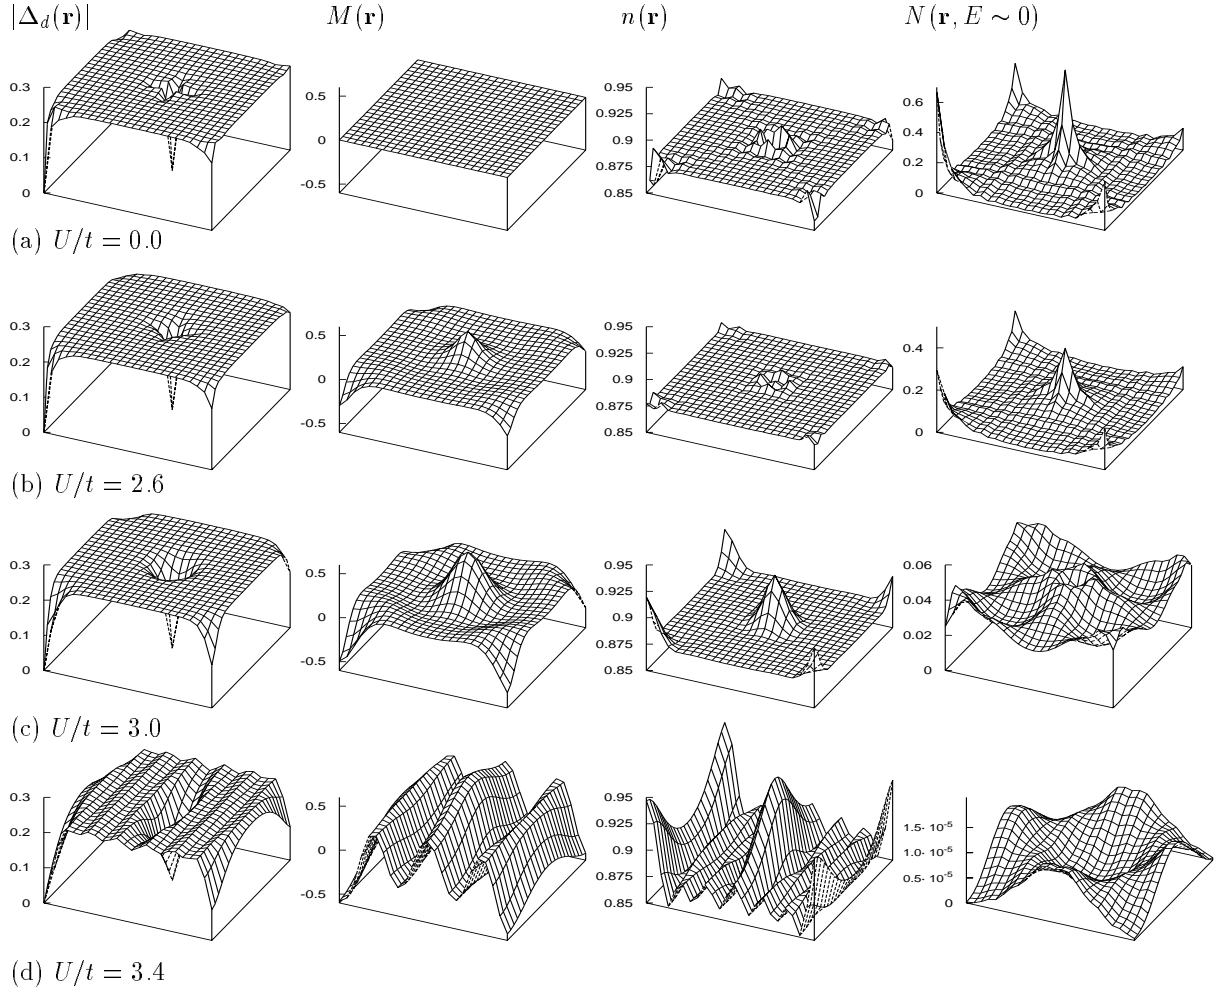 |Δ_d(r)| M(r) n(r) N(r, E ∼ 0)
0.3 0.5 0.95 0.6
0.2 0 0.925 0.4
0.1 -0.5 0.9 0.2
0 0.875 0
0.85
(a) U/t = 0.0
0.3 0.5 0.95 0.4
0.2 0 0.925 0.2
0.1 -0.5 0.9 0
0 0.875
0.85
(b) U/t = 2.6
0.3 0.5 0.95 0.06
0.2 0 0.925 0.04
0.1 -0.5 0.9 0.02
0 0.875 0
0.85
(c) U/t = 3.0
0.3 0.5 0.95 1.5· 10⁻⁵
0.2 0 0.925 1.0· 10⁻⁵
0.1 -0.5 0.9 0.5· 10⁻⁵
0 0.875 0
0.85
(d) U/t = 3.4